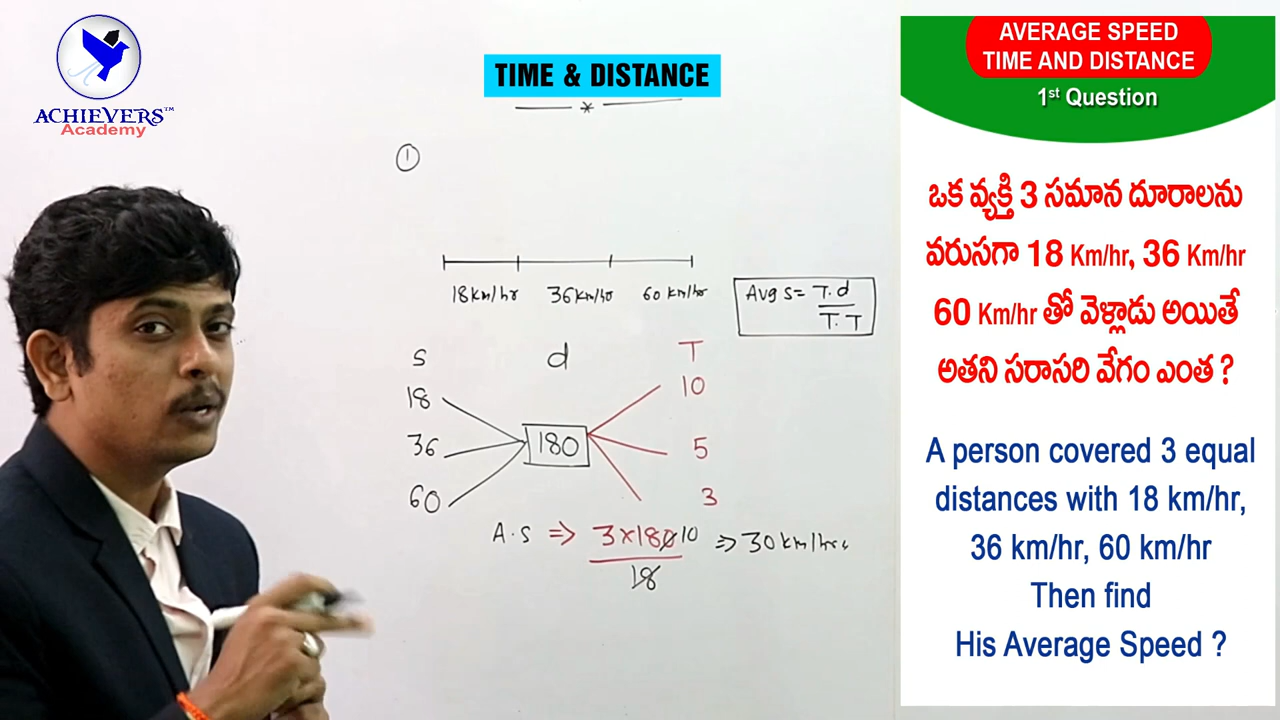 ACHIEVERS™
Academy
TIME & DISTANCE
*
1
18km/hr 36km/hr 60 km/hr
Avg S = T.d
T.T
S d T
18 10
36 180 5
60 3
A.S ⇒ 3×180 10 ⇒ 30km/hr.
18
AVERAGE SPEED
TIME AND DISTANCE
1st Question
ఒక వ్యక్తి 3 సమాన దూరాలను
వరుసగా 18 Km/hr, 36 Km/hr
60 Km/hr తో వెళ్లాడు అయితే
అతని సరాసరి వేగం ఎంత ?
A person covered 3 equal
distances with 18 km/hr,
36 km/hr, 60 km/hr
Then find
His Average Speed ?